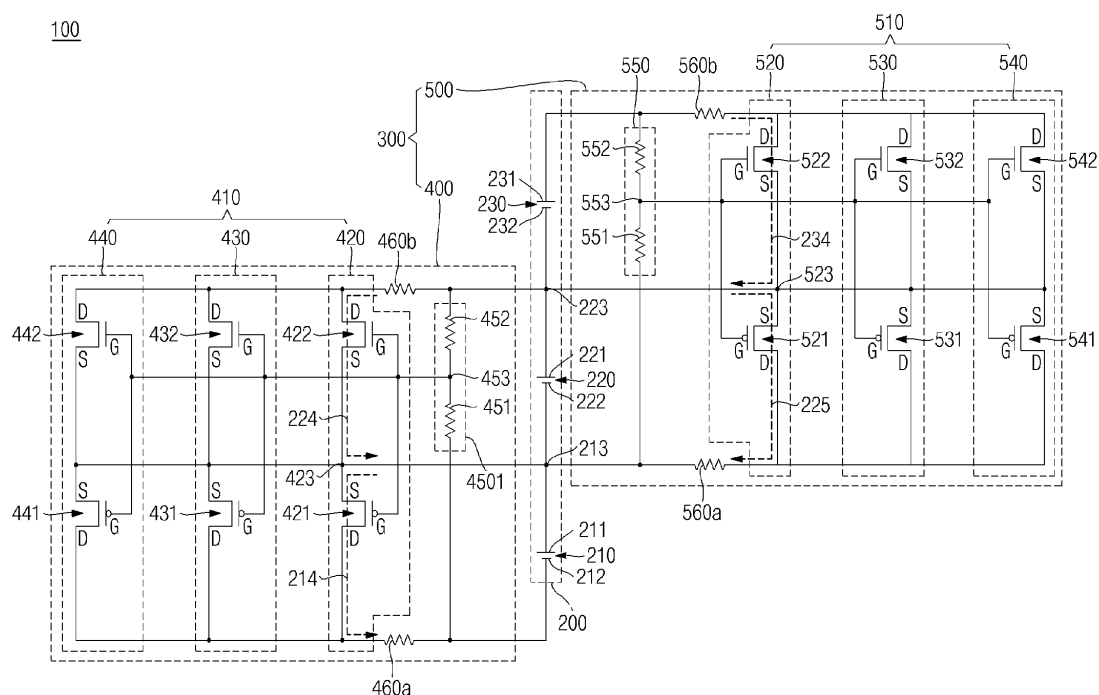 100
510
520 530 540
500 550 560b
300
552
D D D
522 532 542
G G G
S S S
400
231
230
232
553
551
234
523
410
440 430 420 460b
223
D D D
442 432 422
G G G
S S S
452
453
451
S S S
521 531 541
G G G
D D D
221
220
222
224
225
213
423
4501
560a
S S S
441 431 421
G G G
D D D
211
210
212
214
200
460a